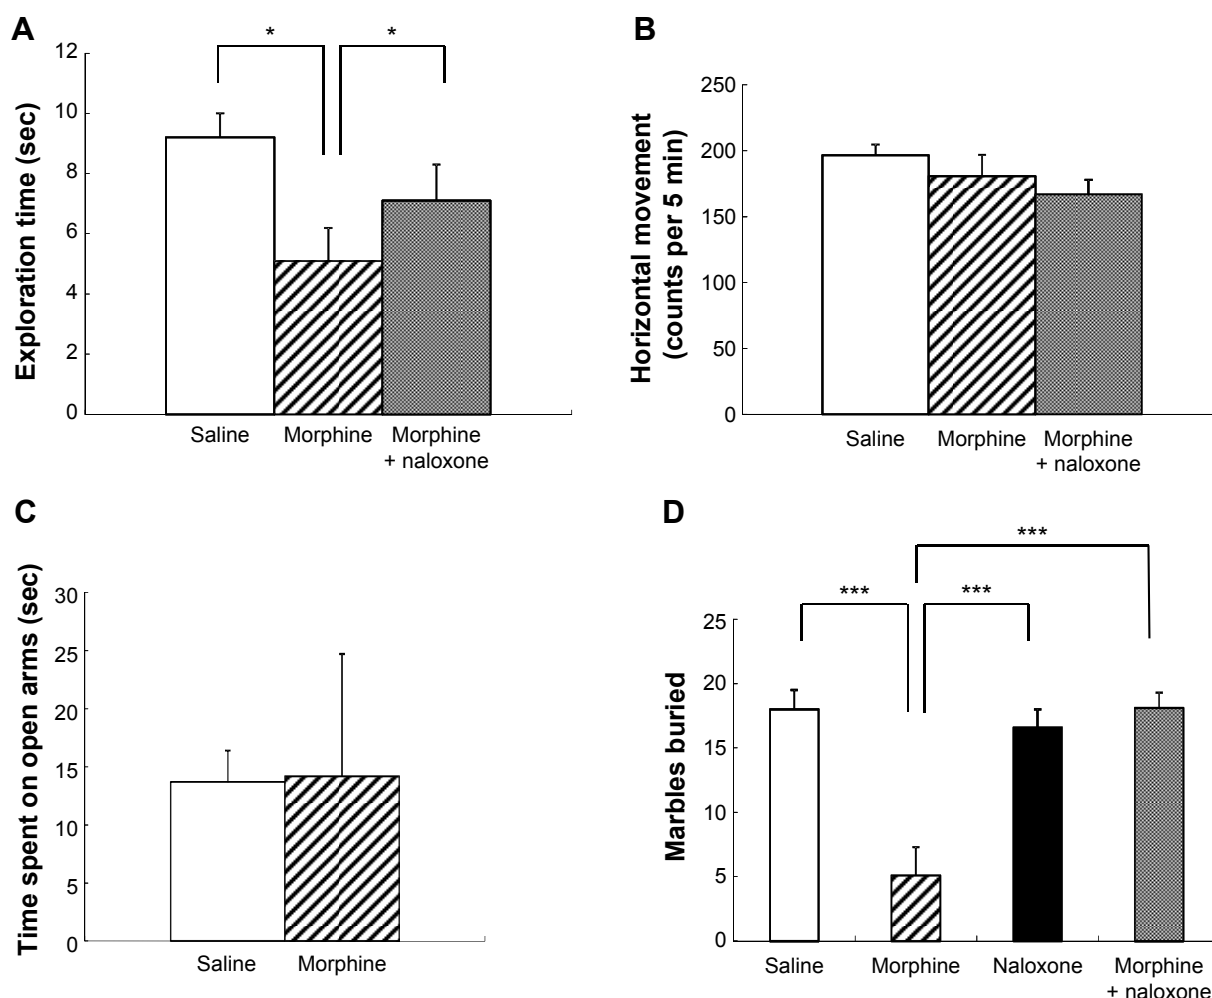 A
Exploration time (sec)
12
10
8
6
4
2
0
*
*
Saline
Morphine
Morphine
+ naloxone
B
Horizontal movement
(counts per 5 min)
250
200
150
100
50
0
Saline
Morphine
Morphine
+ naloxone
C
Time spent on open arms (sec)
30
25
20
15
10
5
0
Saline
Morphine
D
Marbles buried
25
20
15
10
5
0
***
***
***
Saline
Morphine
Naloxone
Morphine
+ naloxone